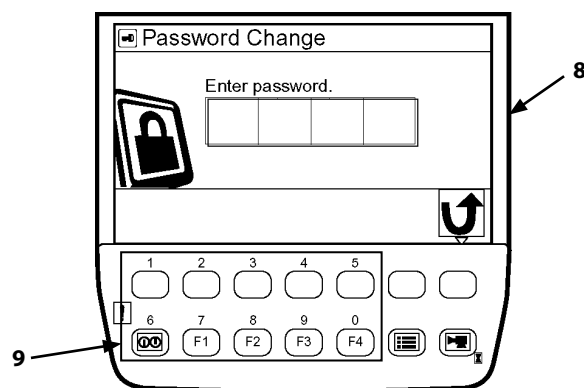 Password Change
8
Enter password.
1 2 3 4 5
6 7 8 9 0
F1 F2 F3 F4
9